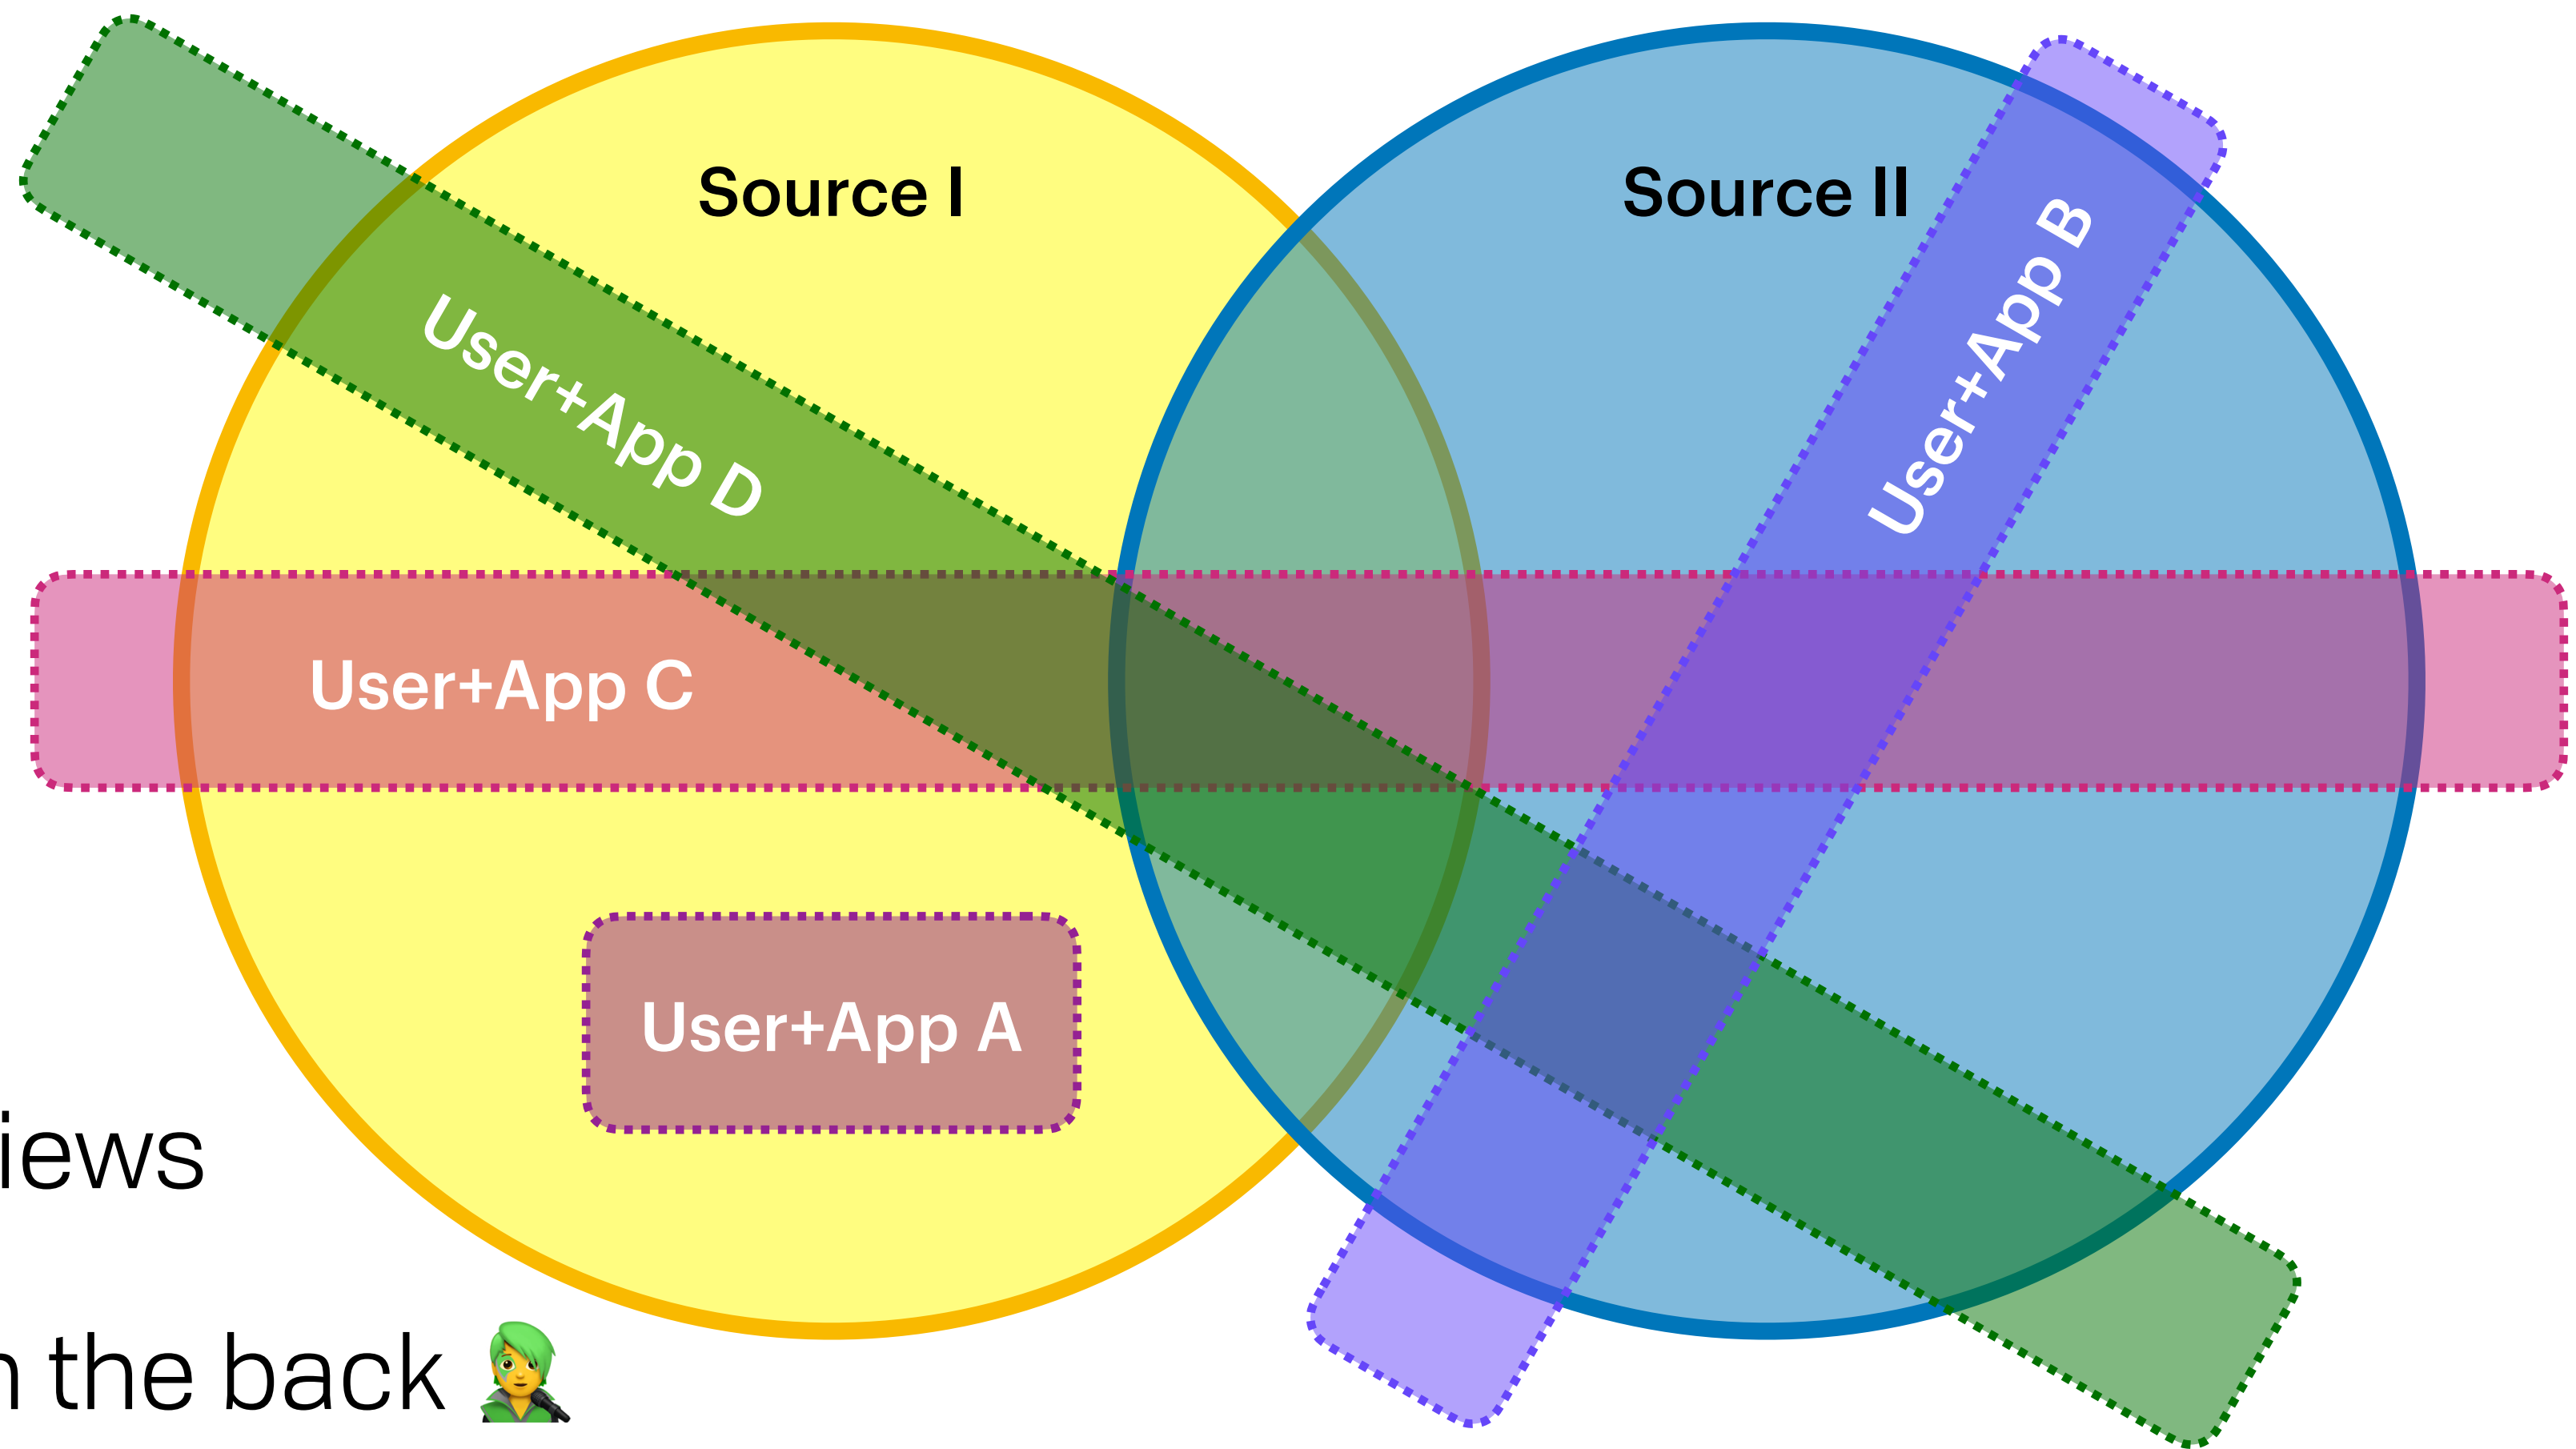 Source I
Source II
User+App B
User+App D
User+App C
User+App A
iews
the back